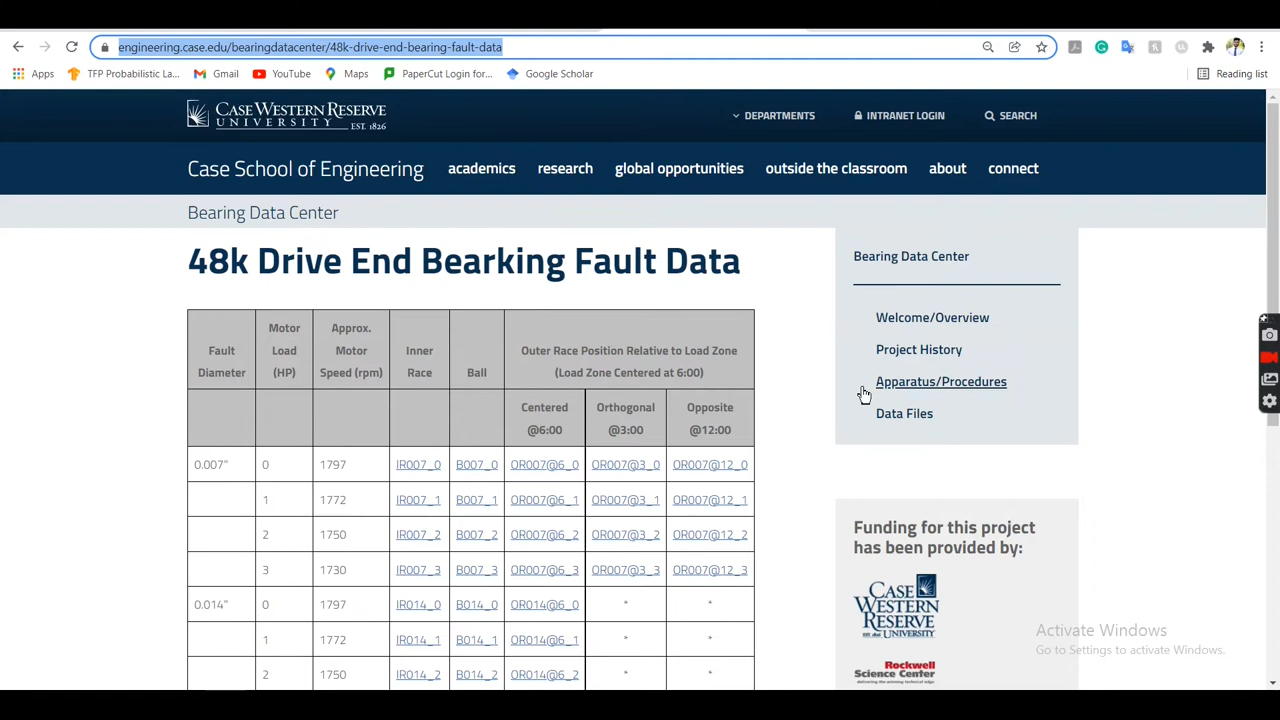 engineering.case.edu/bearingdatacenter/48k-drive-end-bearing-fault-data
Apps TFP Probabilistic La... Gmail YouTube Maps PaperCut Login for... Google Scholar Reading list
CASE WESTERN RESERVE
UNIVERSITY EST. 1826
DEPARTMENTS INTRANET LOGIN SEARCH
Case School of Engineering academics research global opportunities outside the classroom about connect
Bearing Data Center
48k Drive End Bearking Fault Data
Fault Diameter Motor Load (HP) Approx. Motor Speed (rpm) Inner Race Ball Outer Race Position Relative to Load Zone (Load Zone Centered at 6:00)
Centered @6:00 Orthogonal @3:00 Opposite @12:00
0.007" 0 1797 IR007_0 B007_0 OR007@6_0 OR007@3_0 OR007@12_0
1 1772 IR007_1 B007_1 OR007@6_1 OR007@3_1 OR007@12_1
2 1750 IR007_2 B007_2 OR007@6_2 OR007@3_2 OR007@12_2
3 1730 IR007_3 B007_3 OR007@6_3 OR007@3_3 OR007@12_3
0.014" 0 1797 IR014_0 B014_0 OR014@6_0 * *
1 1772 IR014_1 B014_1 OR014@6_1 * *
2 1750 IR014_2 B014_2 OR014@6_2 * *
Bearing Data Center
Welcome/Overview
Project History
Apparatus/Procedures
Data Files
Funding for this project
has been provided by:
CASE
WESTERN
RESERVE
UNIVERSITY
Rockwell
Science Center
Activate Windows
Go to Settings to activate Windows.